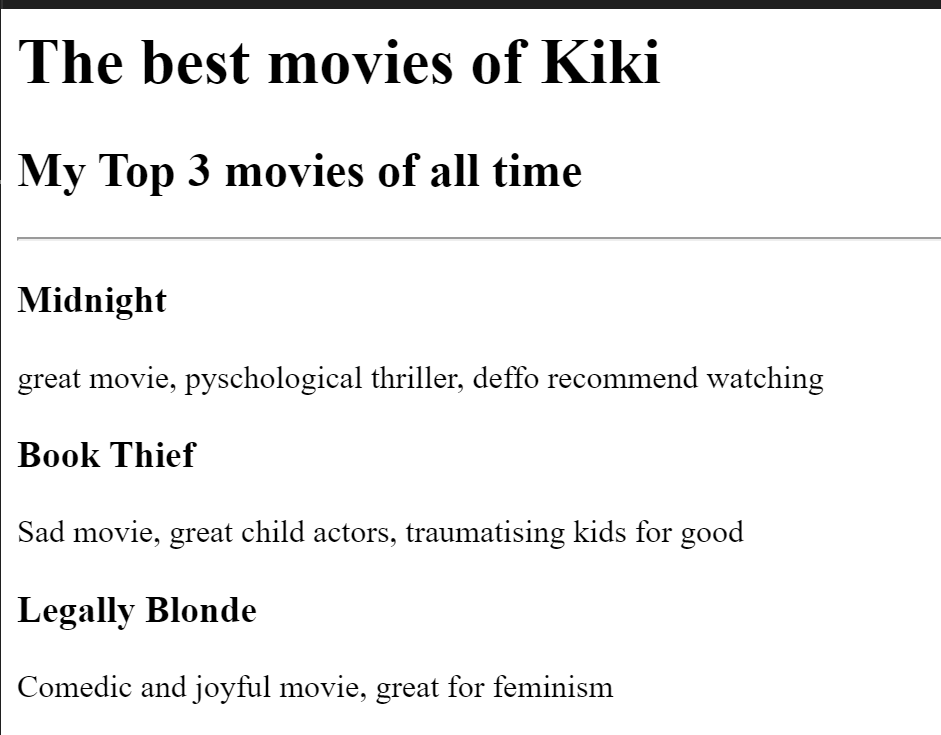 The best movies of Kiki
My Top 3 movies of all time
Midnight
great movie, pyschological thriller, deffo recommend watching
Book Thief
Sad movie, great child actors, traumatising kids for good
Legally Blonde
Comedic and joyful movie, great for feminism